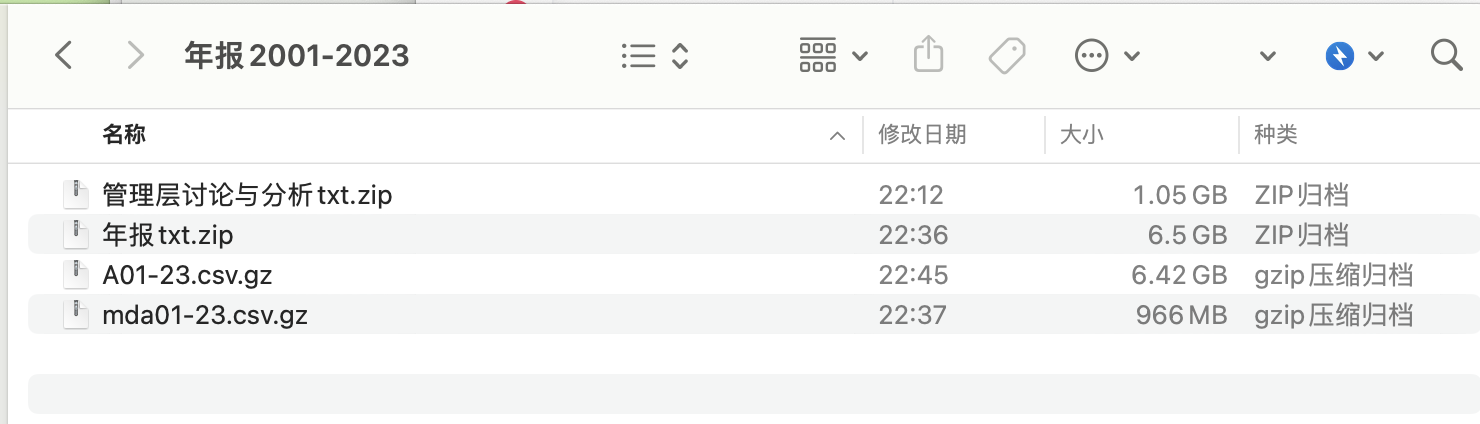 年报2001-2023
名称 修改日期 大小 种类
管理层讨论与分析txt.zip 22:12 1.05 GB ZIP归档
年报txt.zip 22:36 6.5 GB ZIP归档
A01-23.csv.gz 22:45 6.42 GB gzip压缩归档
mda01-23.csv.gz 22:37 966 MB gzip压缩归档